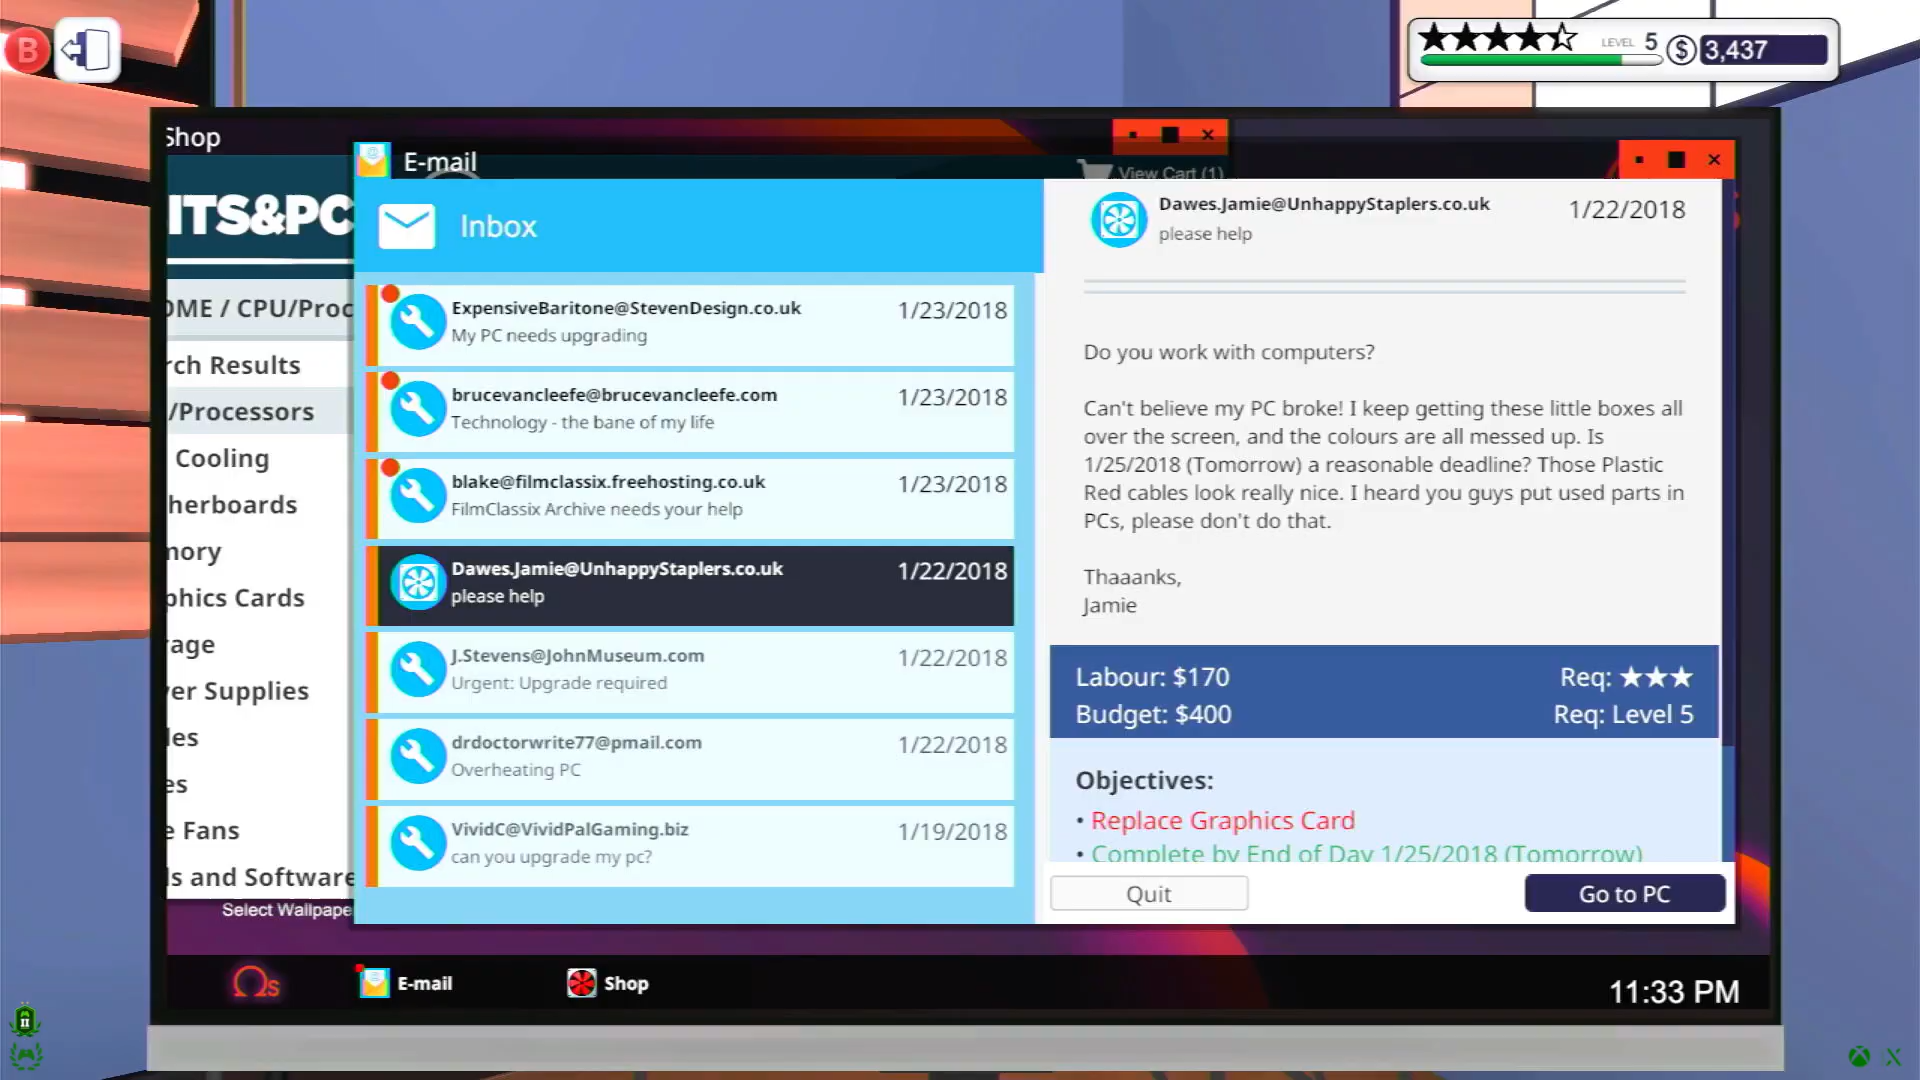 B
LEVEL 5
$ 3,437
Shop
View Cart (1)
ITS&PC
OME / CPU/Proc
rch Results
/Processors
Cooling
herboards
mory
phics Cards
rage
er Supplies
les
es
e Fans
ls and Software
Select Wallpape
E-mail
Inbox
ExpensiveBaritone@StevenDesign.co.uk 1/23/2018
My PC needs upgrading
brucevancleefe@brucevancleefe.com 1/23/2018
Technology - the bane of my life
blake@filmclassix.freehosting.co.uk 1/23/2018
FilmClassix Archive needs your help
Dawes.Jamie@UnhappyStaplers.co.uk 1/22/2018
please help
J.Stevens@JohnMuseum.com 1/22/2018
Urgent: Upgrade required
drdoctorwrite77@pmail.com 1/22/2018
Overheating PC
VividC@VividPalGaming.biz 1/19/2018
can you upgrade my pc?
Dawes.Jamie@UnhappyStaplers.co.uk 1/22/2018
please help
Do you work with computers?
Can't believe my PC broke! I keep getting these little boxes all
over the screen, and the colours are all messed up. Is
1/25/2018 (Tomorrow) a reasonable deadline? Those Plastic
Red cables look really nice. I heard you guys put used parts in
PCs, please don't do that.
Thaaanks,
Jamie
Labour: $170 Req: ★★★
Budget: $400 Req: Level 5
Objectives:
• Replace Graphics Card
• Complete by End of Day 1/25/2018 (Tomorrow)
Quit Go to PC
Ωs E-mail Shop 11:33 PM
II
X